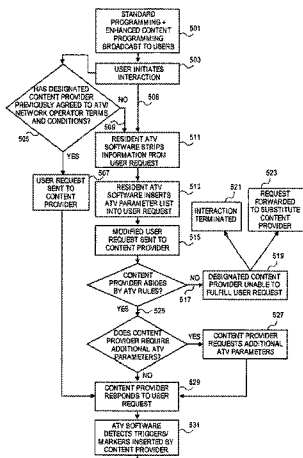 STANDARD
PROGRAMMING +
ENHANCED CONTENT
PROGRAMMING
BROADCAST TO USERS
501
503
USER INITIATES
INTERACTION
HAS DESIGNATED
CONTENT PROVIDER
PREVIOUSLY AGREED TO ATV/
NETWORK OPERATOR TERMS
AND CONDITIONS?
NO
506
505
509
YES
RESIDENT ATV
SOFTWARE STRIPS
INFORMATION FROM
USER REQUEST
511
507
USER REQUEST
SENT TO
CONTENT
PROVIDER
RESIDENT ATV
SOFTWARE INSERTS
ATV PARAMETER LIST
INTO USER REQUEST
513
521
523
INTERACTION
TERMINATED
REQUEST
FORWARDED
TO SUBSTITUTE
CONTENT
PROVIDER
MODIFIED USER
REQUEST SENT TO
CONTENT PROVIDER
515
CONTENT
PROVIDER ABIDES
BY ATV RULES?
NO
517
DESIGNATED CONTENT
PROVIDER UNABLE TO
FULFILL USER REQUEST
519
YES
525
DOES CONTENT
PROVIDER REQUIRE
ADDITIONAL ATV
PARAMETERS?
YES
CONTENT PROVIDER
REQUESTS ADDITIONAL
ATV PARAMETERS
527
NO
CONTENT PROVIDER
RESPONDS TO USER
REQUEST
529
ATV SOFTWARE
DETECTS TRIGGERS/
MARKERS INSERTED BY
CONTENT PROVIDER
531